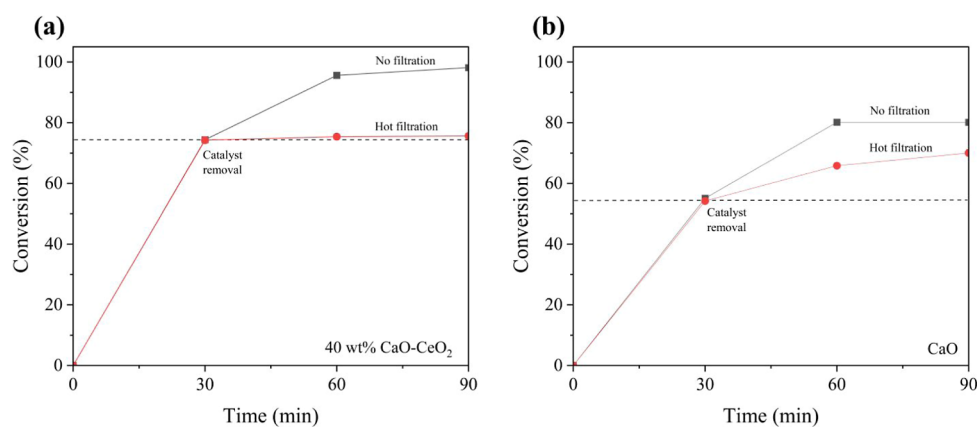 (a)
Conversion (%)
100
80
60
40
20
0
No filtration
Hot filtration
Catalyst
removal
40 wt% CaO-CeO₂
0 30 60 90
Time (min)
(b)
Conversion (%)
100
80
60
40
20
0
No filtration
Hot filtration
Catalyst
removal
CaO
0 30 60 90
Time (min)